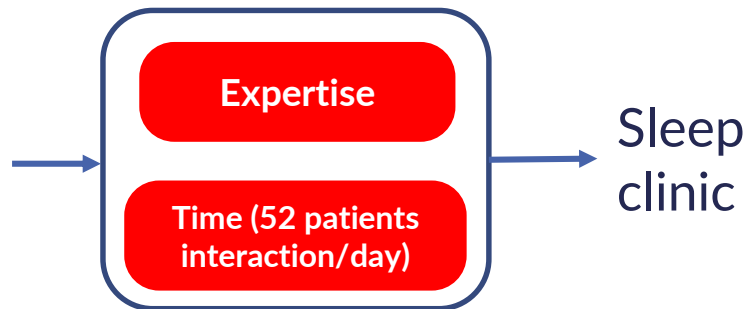 Expertise
Time (52 patients
interaction/day)
Sleep
clinic